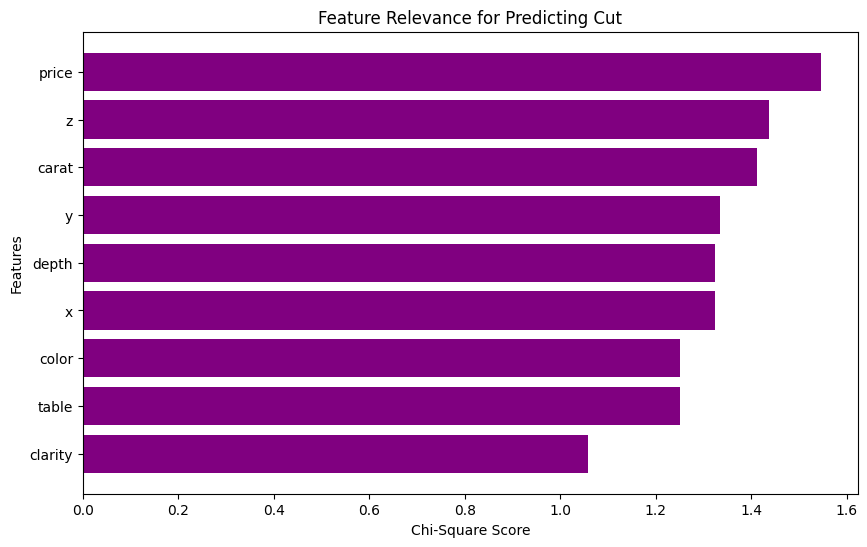 Feature Relevance for Predicting Cut
price
z
carat
y
depth
x
color
table
clarity
Features
0.0 0.2 0.4 0.6 0.8 1.0 1.2 1.4 1.6
Chi-Square Score